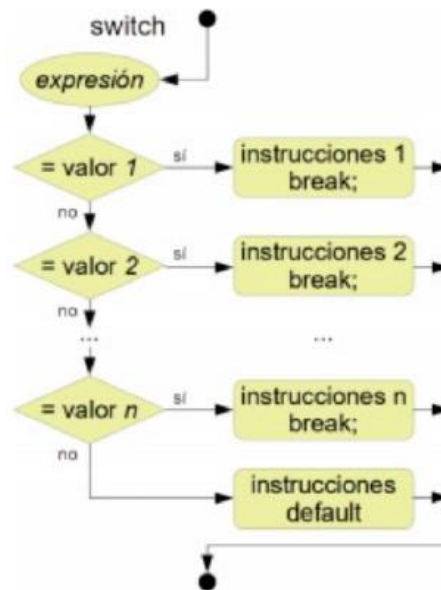 switch
expresión
= valor 1
sí
instrucciones 1
break;
no
= valor 2
sí
instrucciones 2
break;
no
...
...
= valor n
sí
instrucciones n
break;
no
instrucciones
default